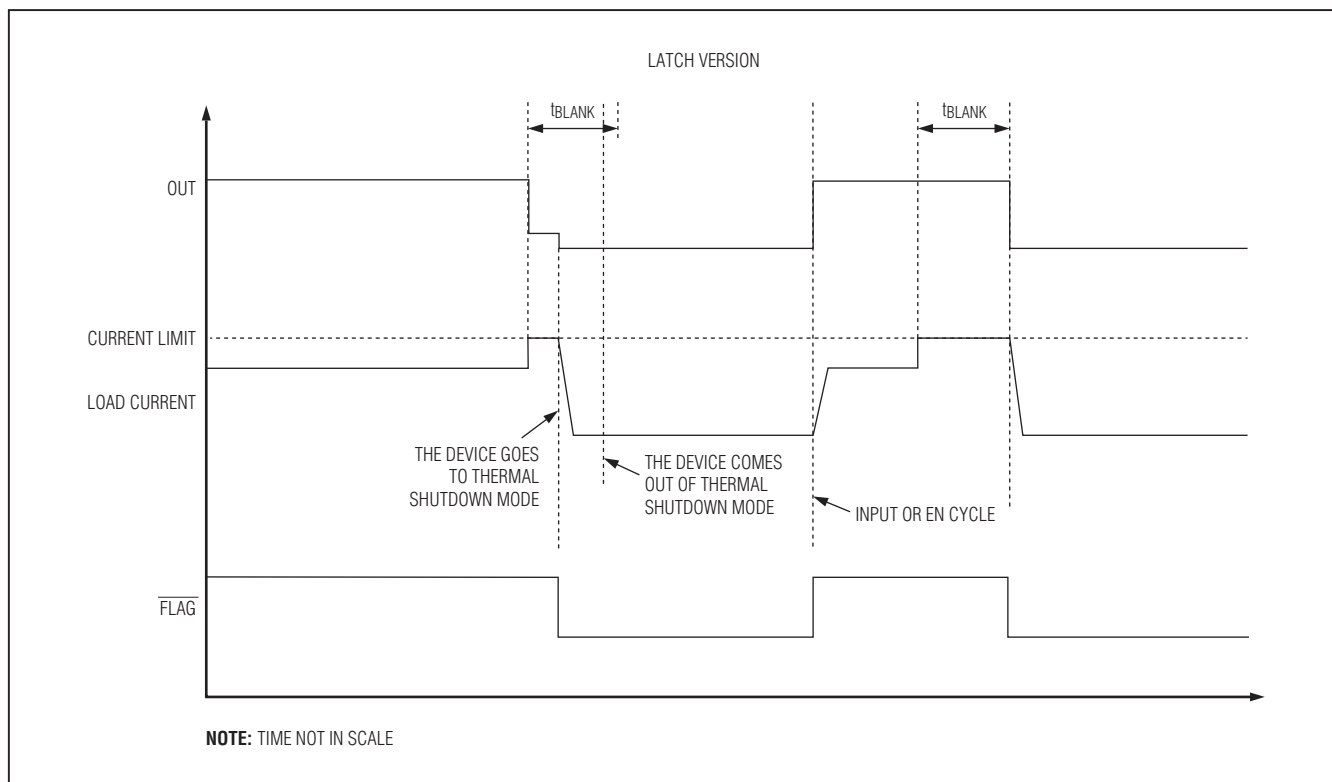 LATCH VERSION
tBLANK
tBLANK
OUT
CURRENT LIMIT
LOAD CURRENT
THE DEVICE GOES
TO THERMAL
SHUTDOWN MODE
THE DEVICE COMES
OUT OF THERMAL
SHUTDOWN MODE
INPUT OR EN CYCLE
FLAG
NOTE: TIME NOT IN SCALE